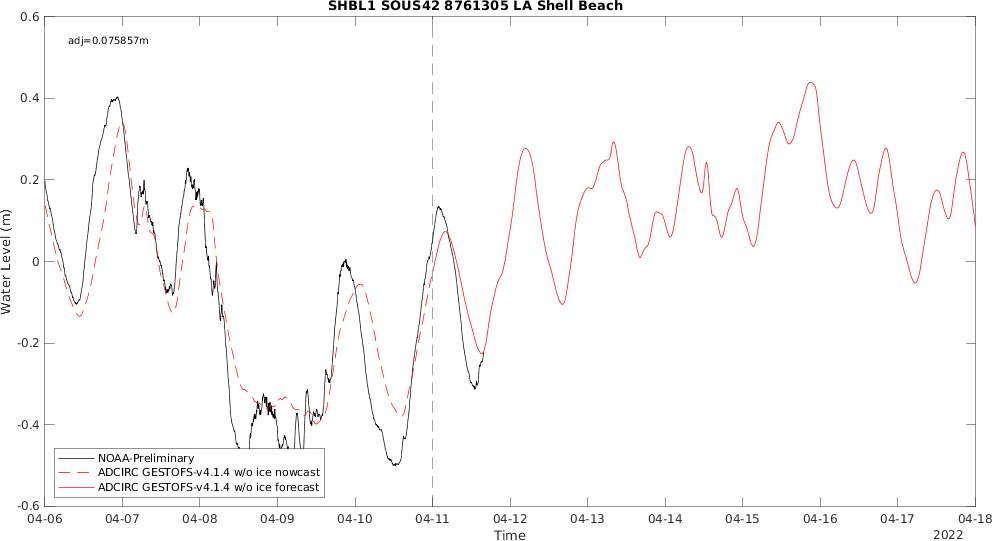 SHBL1 SOUS42 8761305 LA Shell Beach
adj=0.075857m
0.6
0.4
0.2
0
-0.2
-0.4
-0.6
Water Level (m)
NOAA-Preliminary
ADCIRC GESTOFS-v4.1.4 w/o ice nowcast
ADCIRC GESTOFS-v4.1.4 w/o ice forecast
04-06 04-07 04-08 04-09 04-10 04-11 04-12 04-13 04-14 04-15 04-16 04-17 04-18
Time
2022